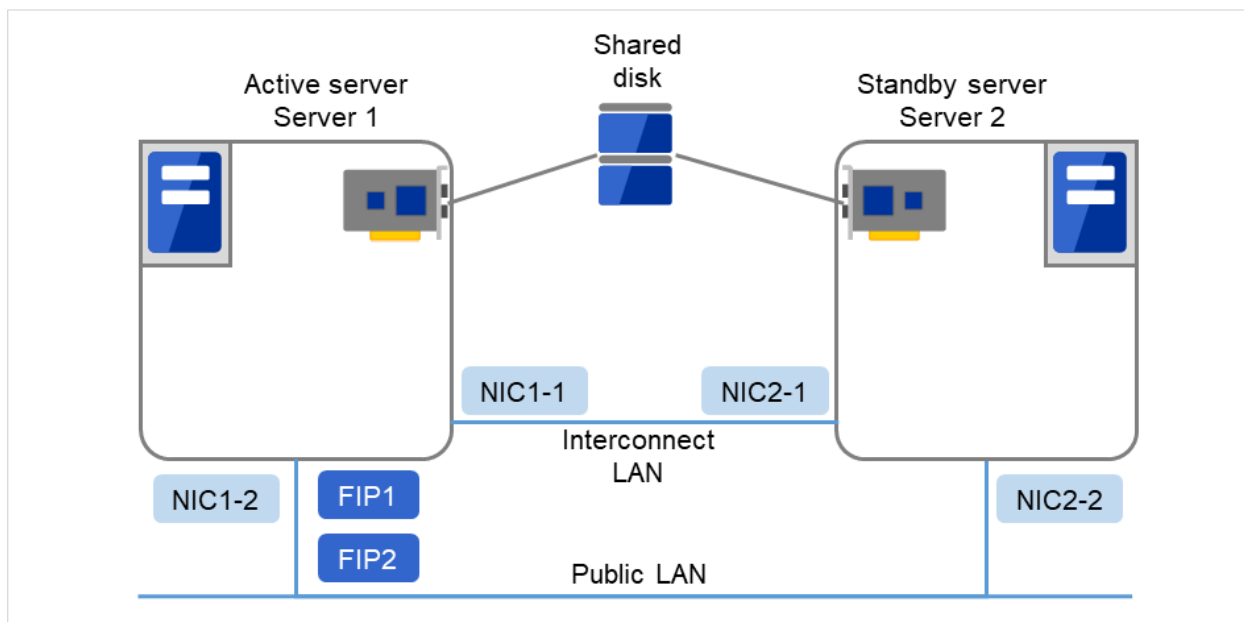 Shared
disk
Active server
Server 1
Standby server
Server 2
NIC1-1
NIC2-1
Interconnect
LAN
NIC1-2
FIP1
NIC2-2
FIP2
Public LAN